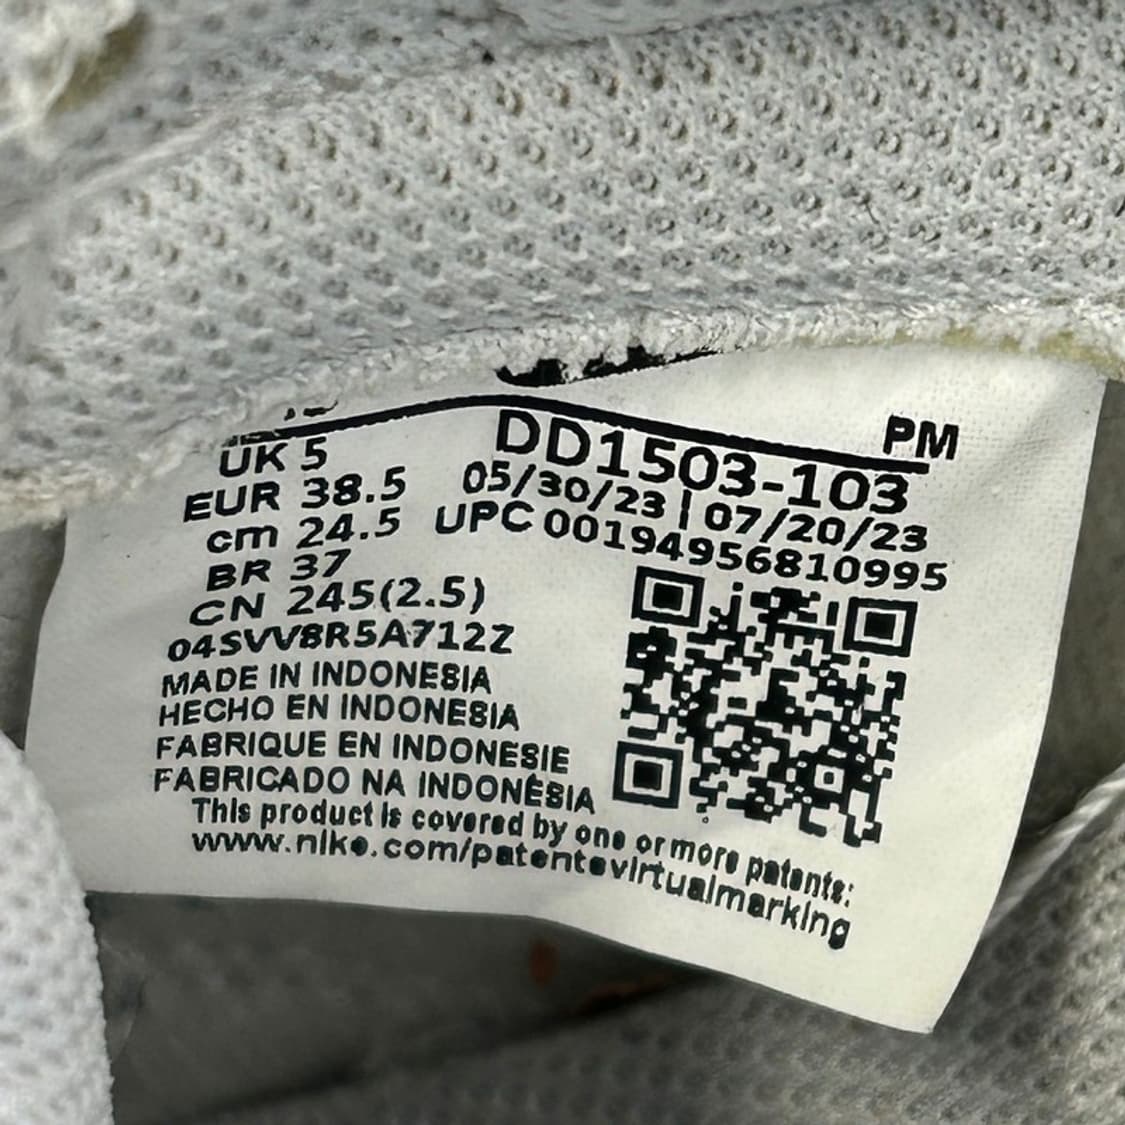 PM
UK 5
EUR 38.5
cm 24.5
BR 37
CN 245(2.5)
04SVV8R5A712Z
DD1503-103
05/30/23 | 07/20/23
UPC 00194956810995
MADE IN INDONESIA
HECHO EN INDONESIA
FABRIQUE EN INDONESIE
FABRICADO NA INDONÉSIA
This product is covered by one or more patents:
www.nike.com/patentsvirtualmarking